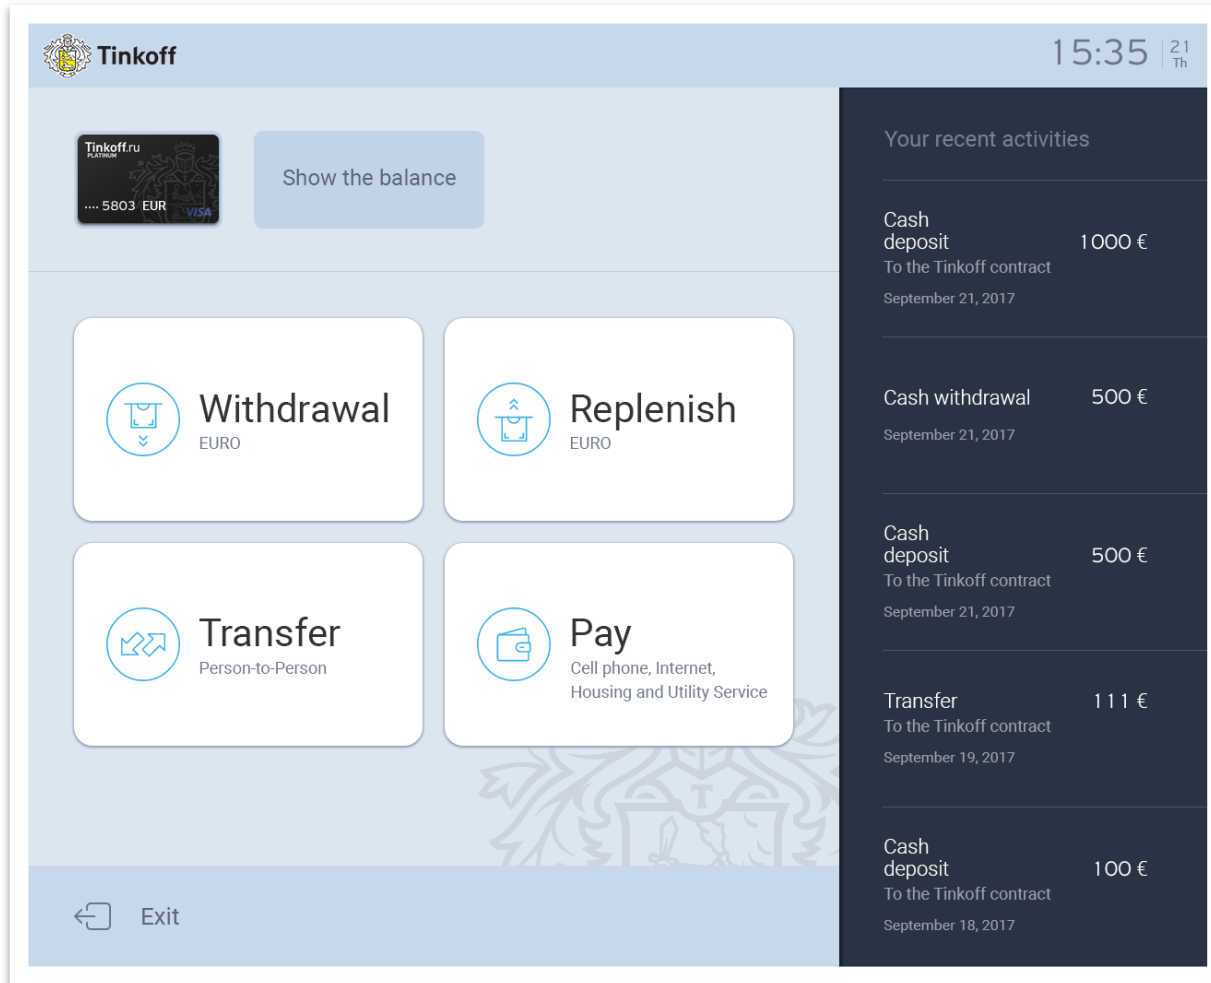 Tinkoff
15:35
21
Th
Tinkoff.ru
PLATINUM
.... 5803 EUR
VISA
Show the balance
Withdrawal
EURO
Replenish
EURO
Transfer
Person-to-Person
Pay
Cell phone, Internet,
Housing and Utility Service
T
Exit
Your recent activities
Cash
deposit
1000 €
To the Tinkoff contract
September 21, 2017
Cash withdrawal
500 €
September 21, 2017
Cash
deposit
500 €
To the Tinkoff contract
September 21, 2017
Transfer
111 €
To the Tinkoff contract
September 19, 2017
Cash
deposit
100 €
To the Tinkoff contract
September 18, 2017